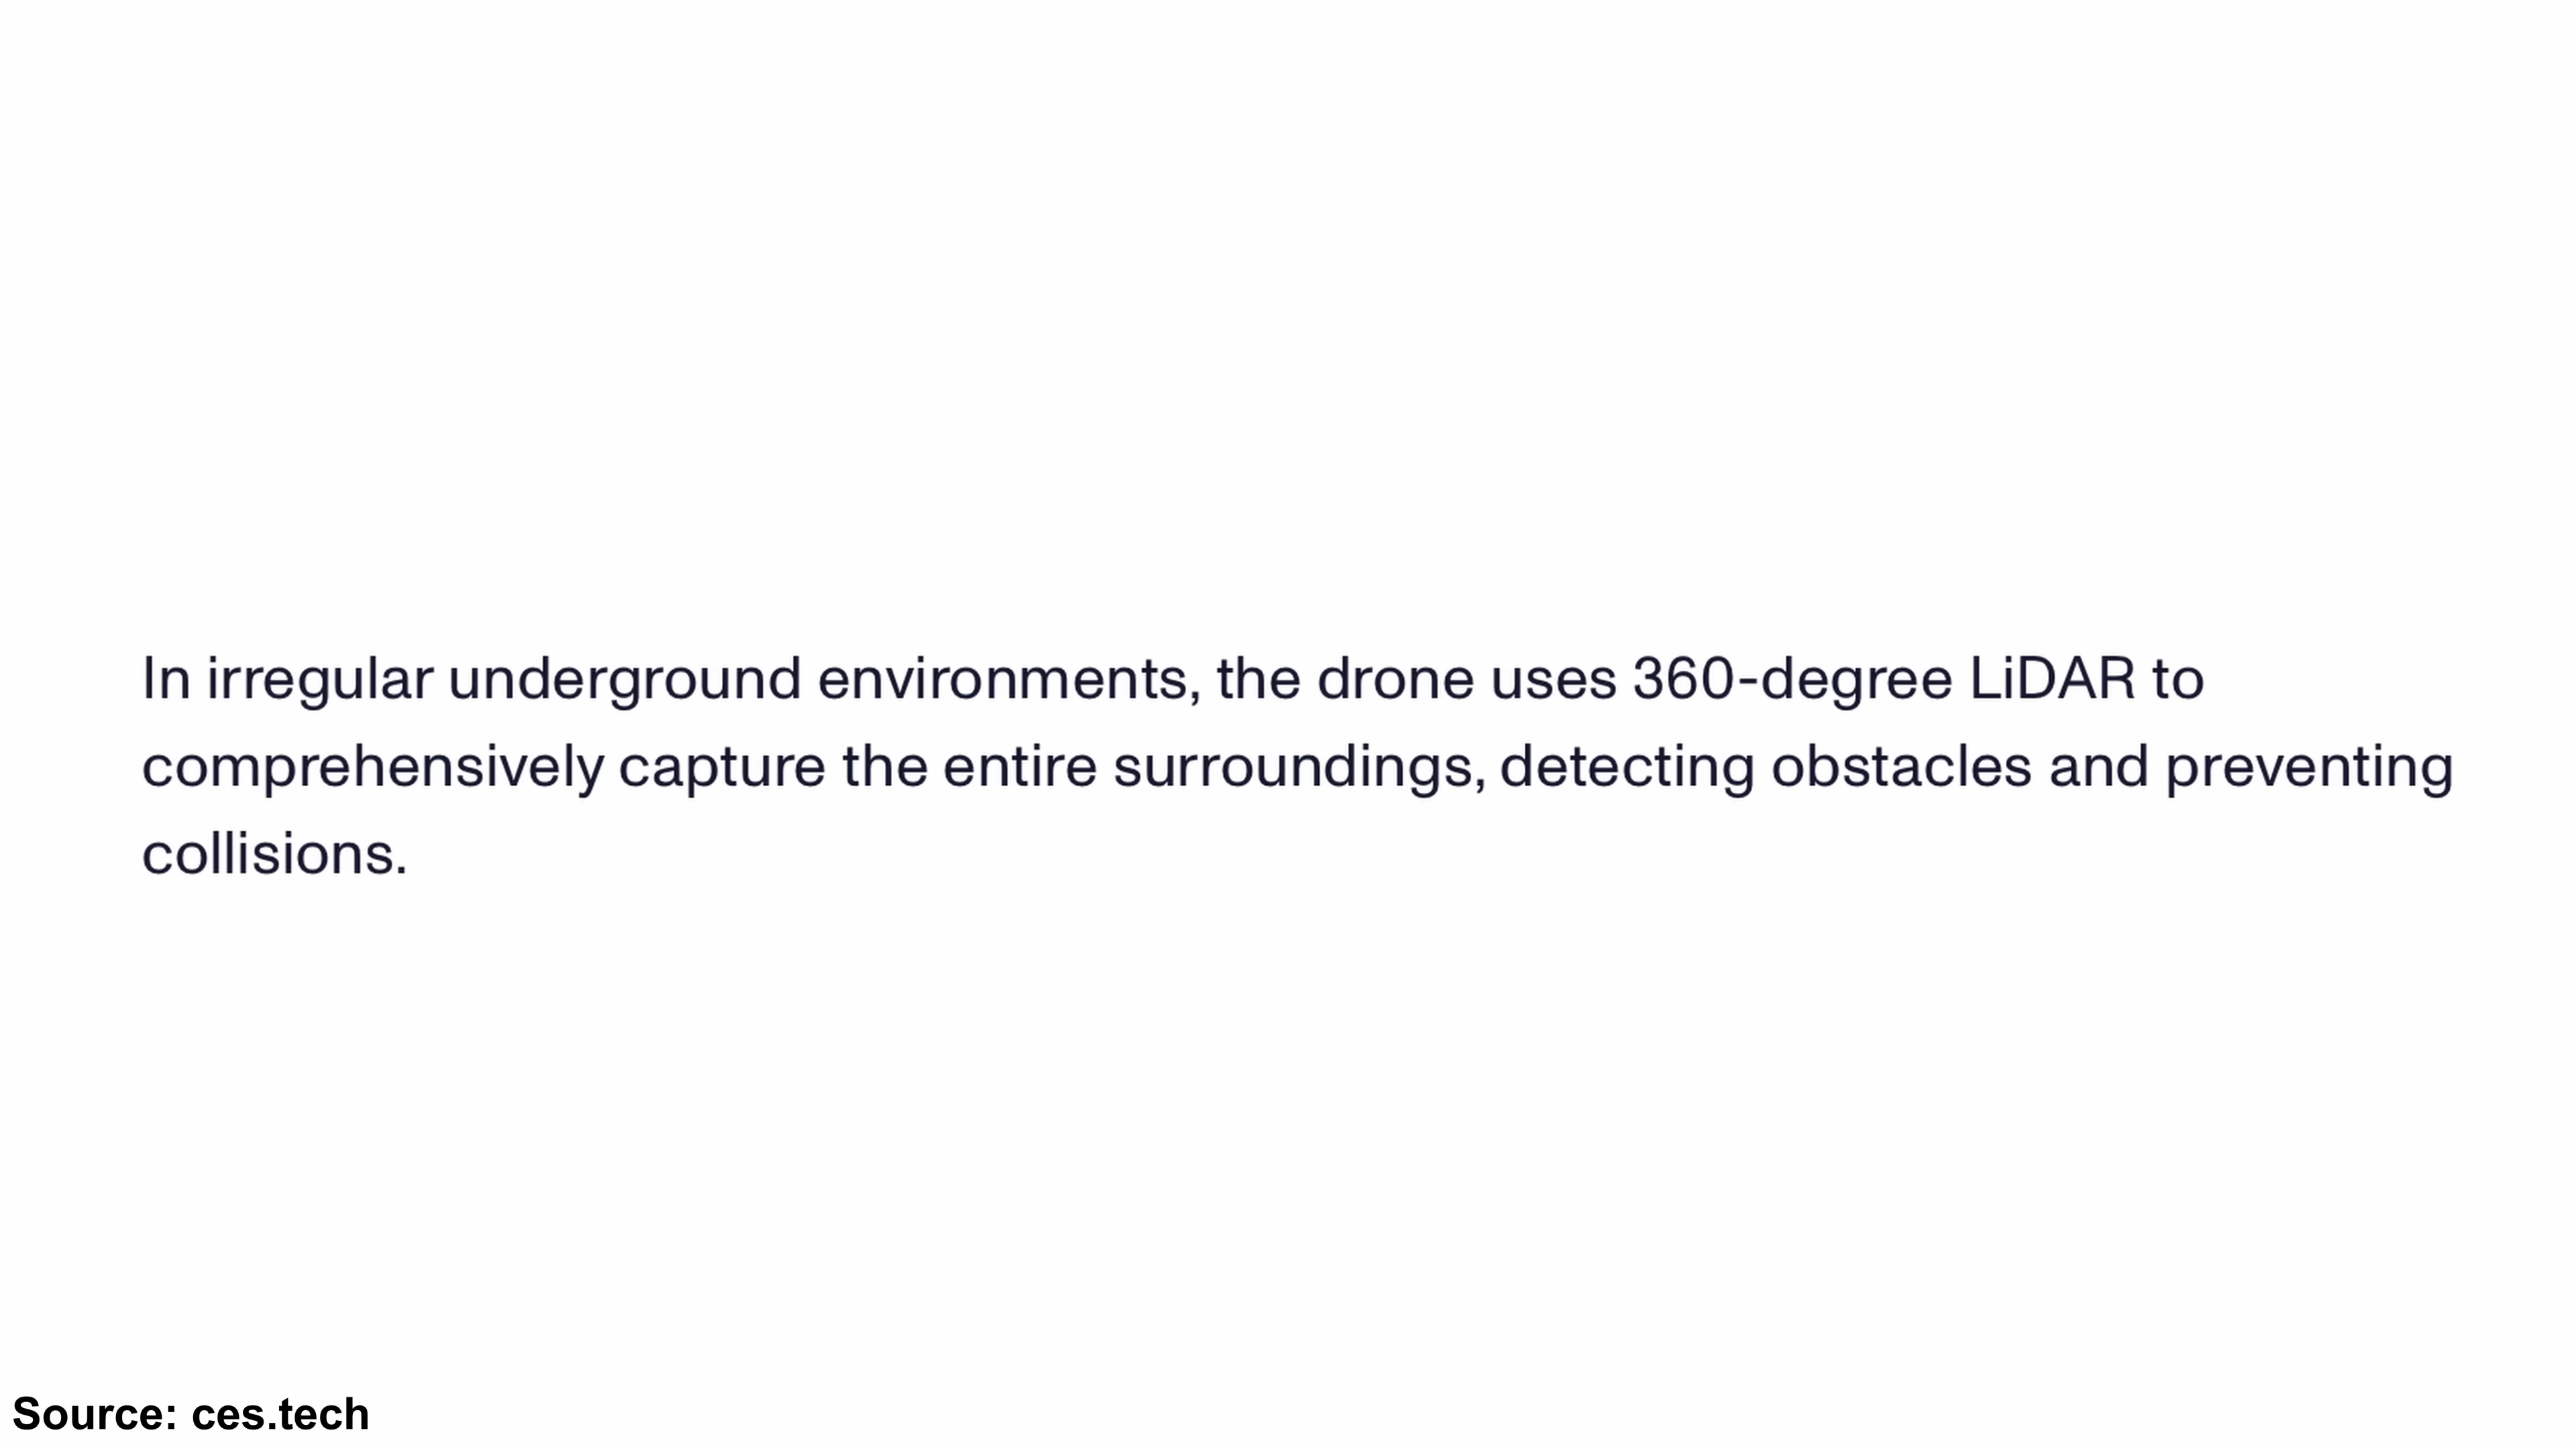 In irregular underground environments, the drone uses 360-degree LiDAR to
comprehensively capture the entire surroundings, detecting obstacles and preventing
collisions.
Source: ces.tech